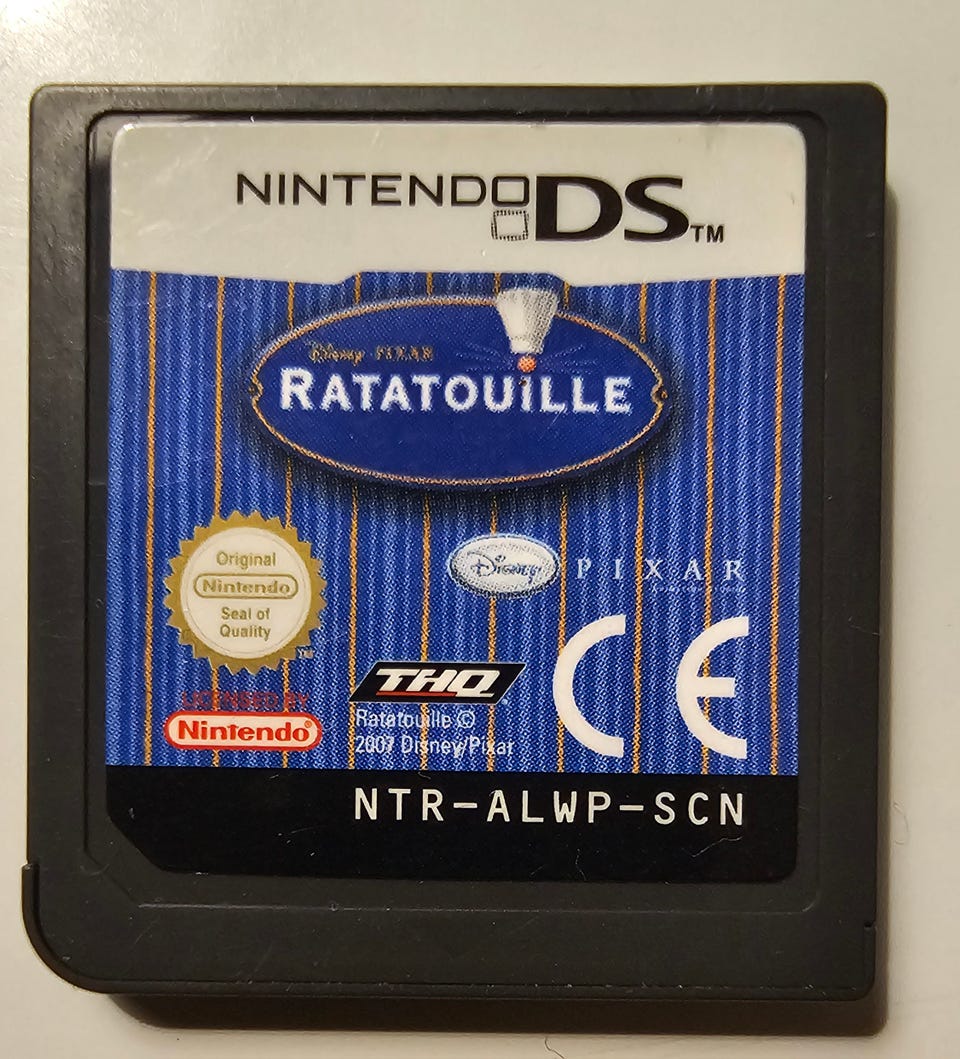 NINTENDO DS™
Disney • PIXAR
RATATOUILLE
Original
Nintendo
Seal of
Quality
TM
Disney PIXAR
THQ®
LICENSED BY
Nintendo®
Ratatouille ©
2007 Disney/Pixar
CE
NTR-ALWP-SCN